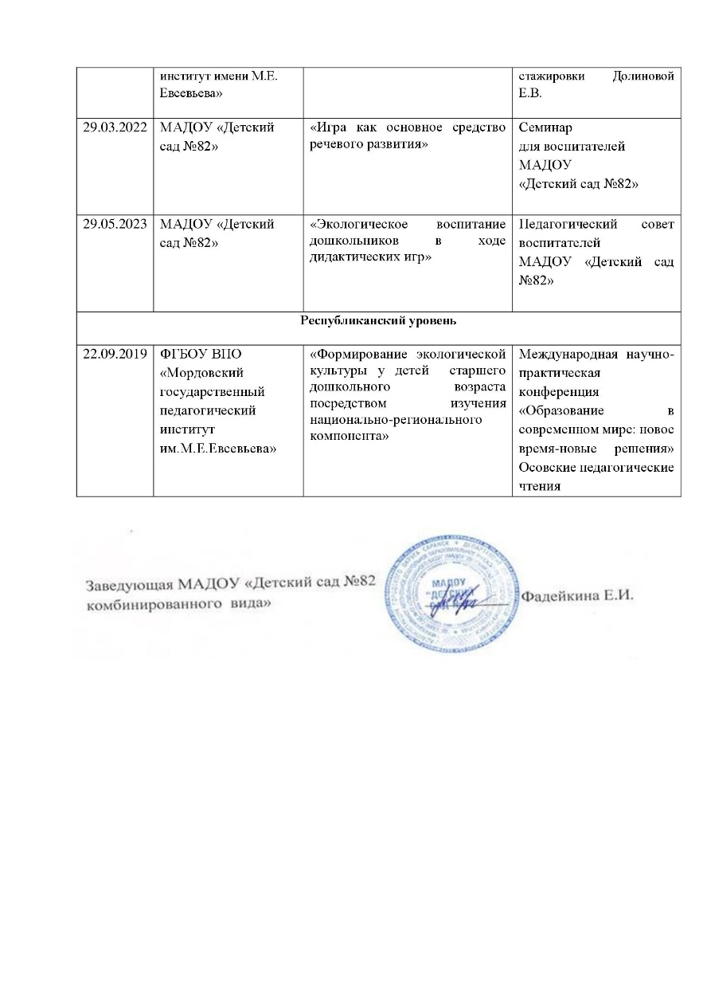 институт имени М.Е.
Евсевьева»
стажировки Долиновой
Е.В.
29.03.2022
МАДОУ «Детский
сад №82»
«Игра как основное средство
речевого развития»
Семинар
для воспитателей
МАДОУ
«Детский сад №82»
29.05.2023
МАДОУ «Детский
сад №82»
«Экологическое воспитание
дошкольников в ходе
дидактических игр»
Педагогический совет
воспитателей
МАДОУ «Детский сад
№82»
Республиканский уровень
22.09.2019
ФГБОУ ВПО
«Мордовский
государственный
педагогический
институт
им.М.Е.Евсевьева»
«Формирование экологической
культуры у детей старшего
дошкольного возраста
посредством изучения
национально-регионального
компонента»
Международная научно-
практическая
конференция
«Образование в
современном мире: новое
время-новые решения»
Осовские педагогические
чтения
Заведующая МАДОУ «Детский сад №82
комбинированного вида»
МАДОУ
"ДЕТСКИЙ
Фадейкина Е.И.